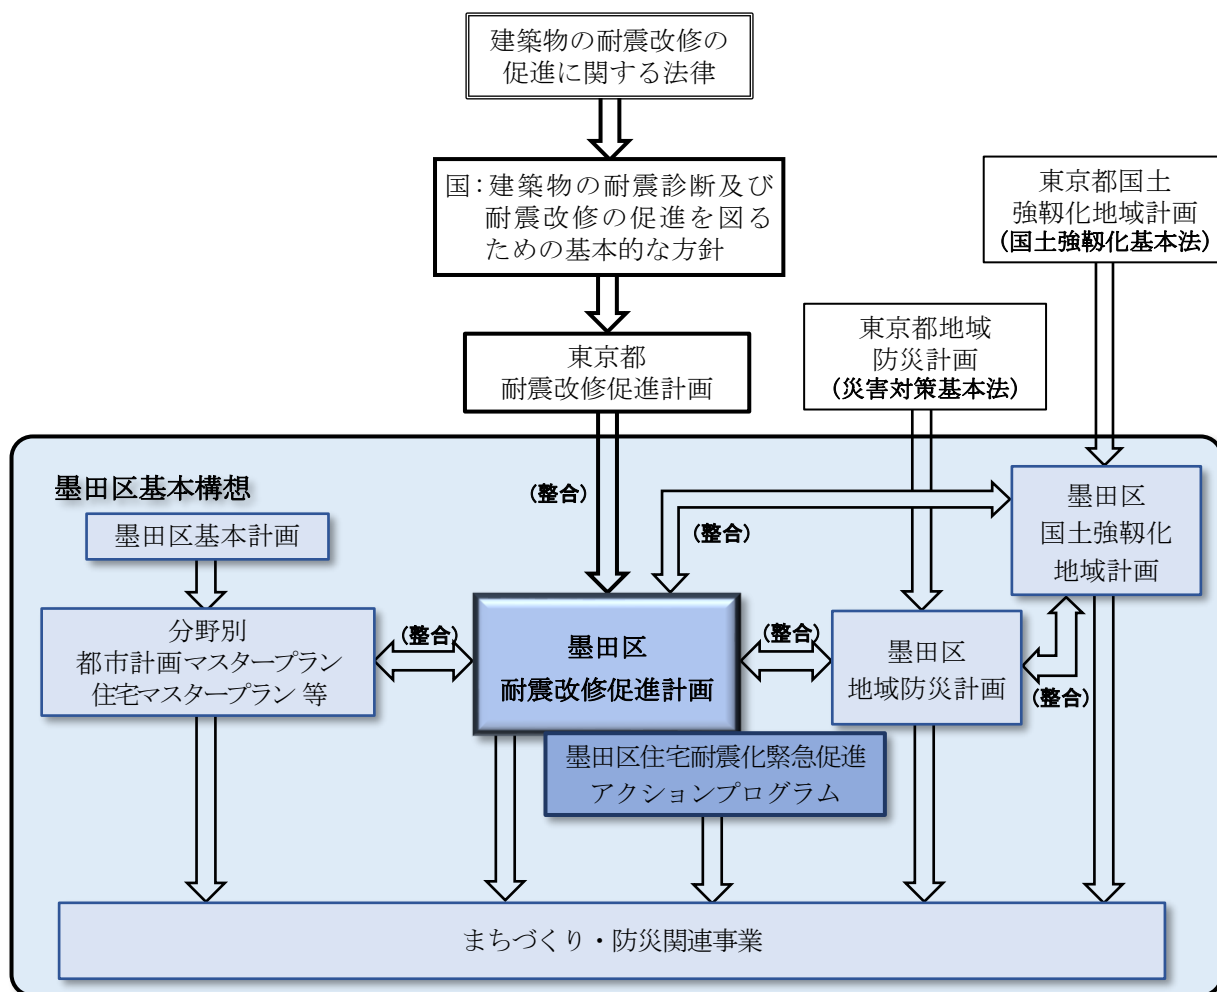 建築物の耐震改修の
促進に関する法律
国：建築物の耐震診断及び
耐震改修の促進を図る
ための基本的な方針
東京都国土
強靱化地域計画
（国土強靱化基本法）
東京都地域
防災計画
（災害対策基本法）
東京都
耐震改修促進計画
墨田区基本構想
墨田区基本計画
（整合）
（整合）
墨田区
国土強靱化
地域計画
分野別
都市計画マスタープラン
住宅マスタープラン 等
（整合）
墨田区
耐震改修促進計画
（整合）
墨田区
地域防災計画
（整合）
墨田区住宅耐震化緊急促進
アクションプログラム
まちづくり・防災関連事業